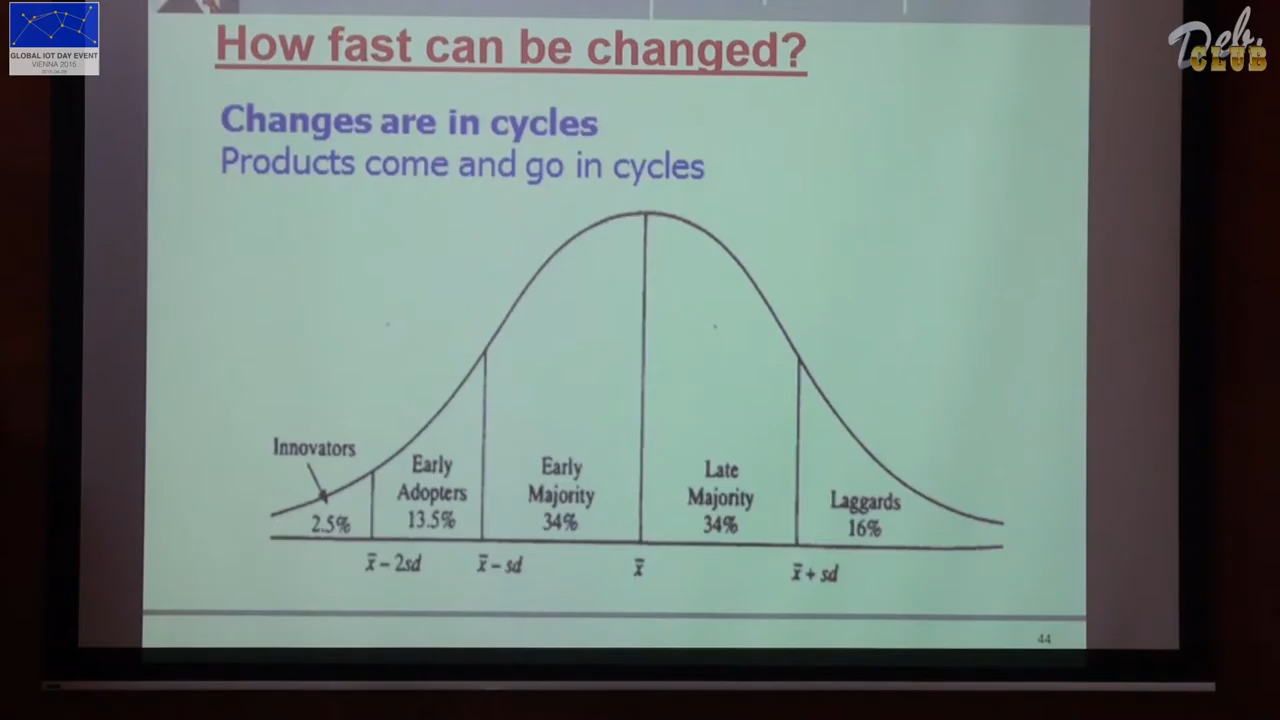 GLOBAL IOT DAY EVENT
VIENNA 2015
Deb.
CLUB
How fast can be changed?
Changes are in cycles
Products come and go in cycles
Innovators
2.5%
Early
Adopters
13.5%
Early
Majority
34%
Late
Majority
34%
Laggards
16%
x̄ – 2sd
x̄ – sd
x̄
x̄ + sd
44